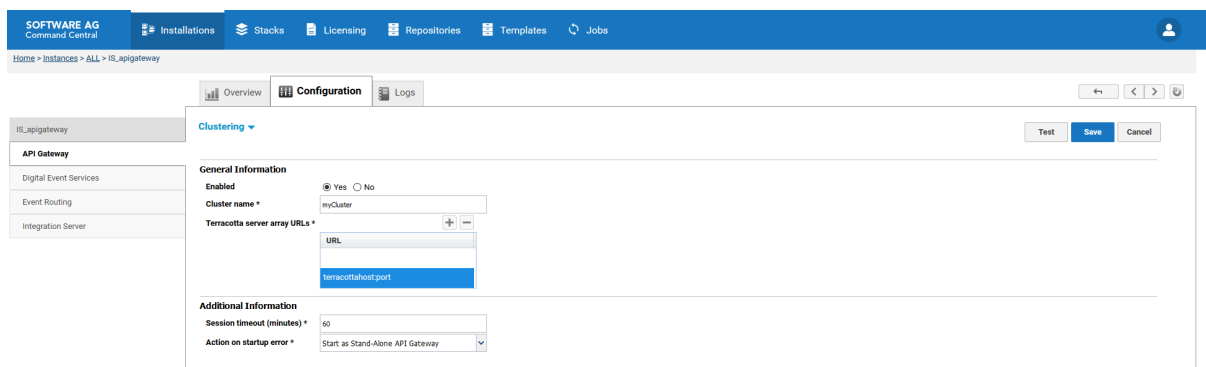 SOFTWARE AG
Command Central
Installations
Stacks
Licensing
Repositories
Templates
Jobs
Home > Instances > ALL > IS_apigateway
Overview
Configuration
Logs
IS_apigateway
API Gateway
Digital Event Services
Event Routing
Integration Server
Clustering
Test
Save
Cancel
General Information
Enabled
Yes
No
Cluster name *
myCluster
Terracotta server array URLs *
URL
terracottahost:port
Additional Information
Session timeout (minutes) *
60
Action on startup error *
Start as Stand-Alone API Gateway